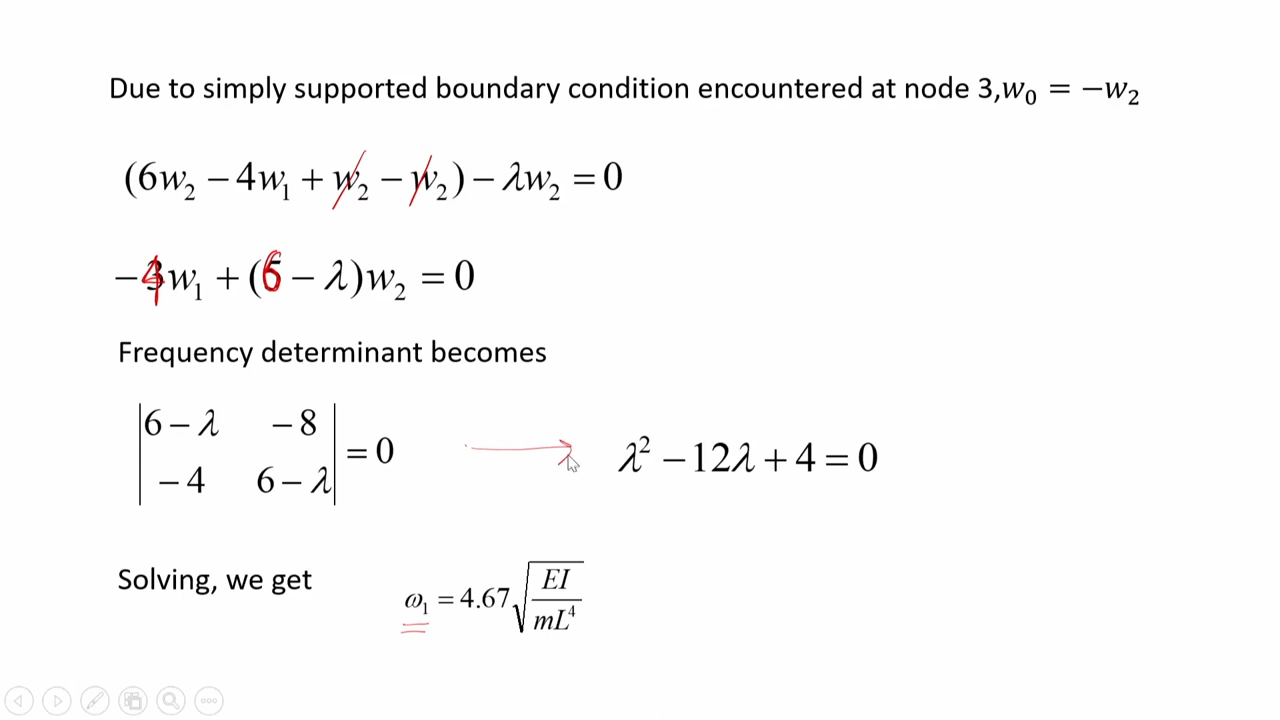 Due to simply supported boundary condition encountered at node 3,w₀ = −w₂
(6w₂ − 4w₁ + w₂ − w₂) − λw₂ = 0
−4w₁ + (6 − λ)w₂ = 0
Frequency determinant becomes
|6 − λ  −8|
|−4  6 − λ| = 0 → λ² − 12λ + 4 = 0
Solving, we get ω₁ = 4.67√(EI/mL⁴)